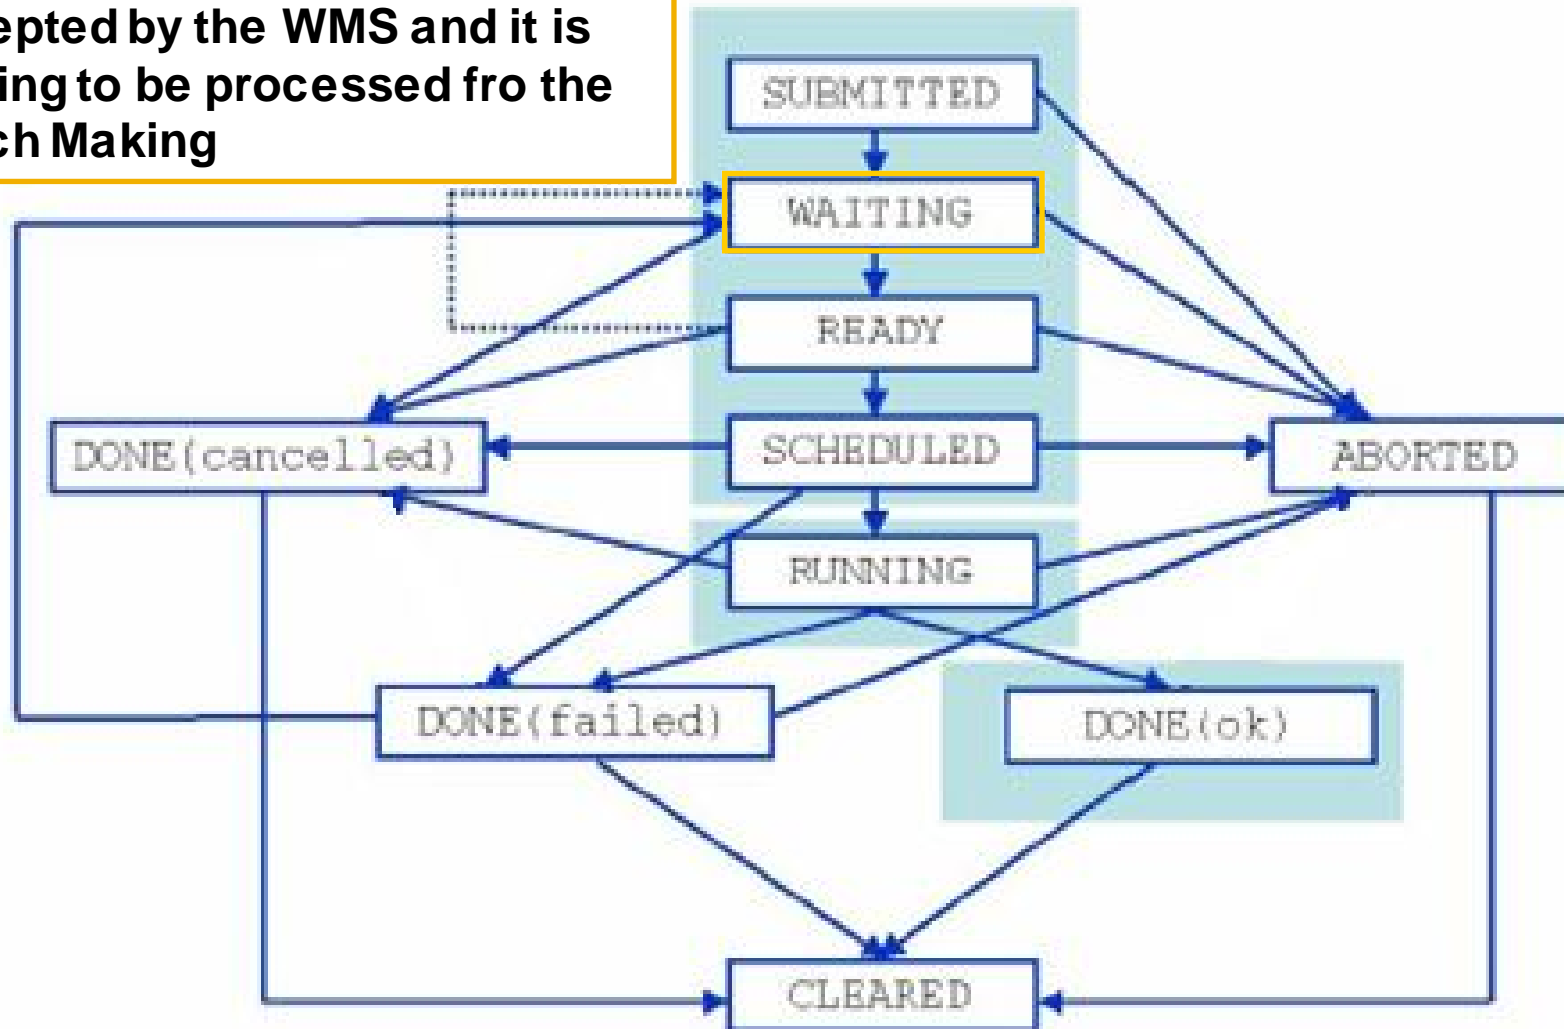 epted by the WMS and it is
ing to be processed fro the
ch Making
SUBMITTED
WAITING
READY
SCHEDULED
DONE(cancelled)
ABORTED
RUNNING
DONE(failed)
DONE(ok)
CLEARED